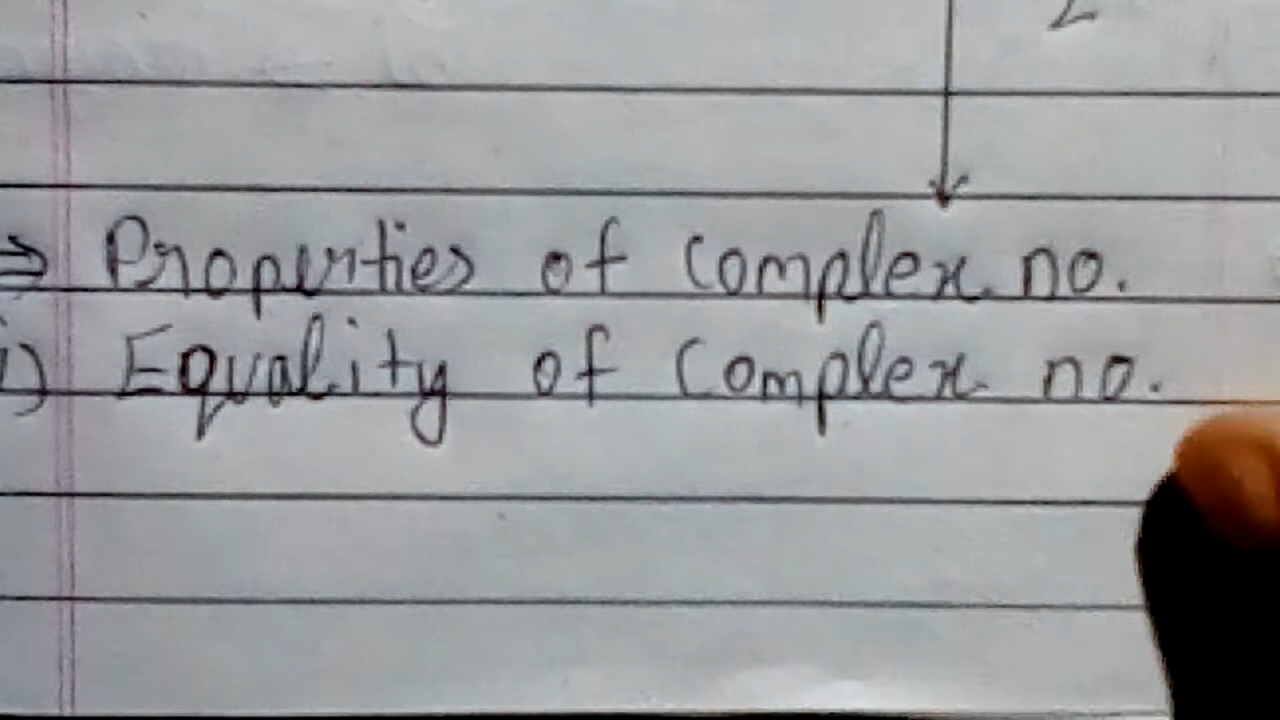 ⇒ Properties of complex no.
i) Equality of complex no.